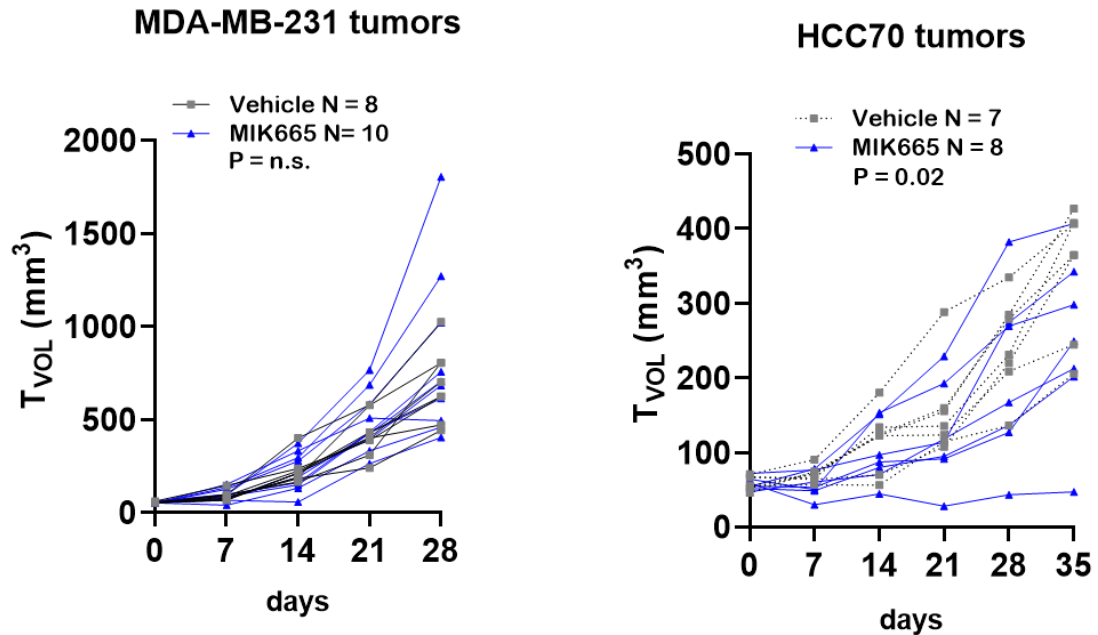 MDA-MB-231 tumors
Vehicle N = 8
MIK665 N= 10
P = n.s.
2000
1500
1000
500
0
T_VOL (mm³)
0 7 14 21 28
days
HCC70 tumors
Vehicle N = 7
MIK665 N = 8
P = 0.02
500
400
300
200
100
0
T_VOL (mm³)
0 7 14 21 28 35
days